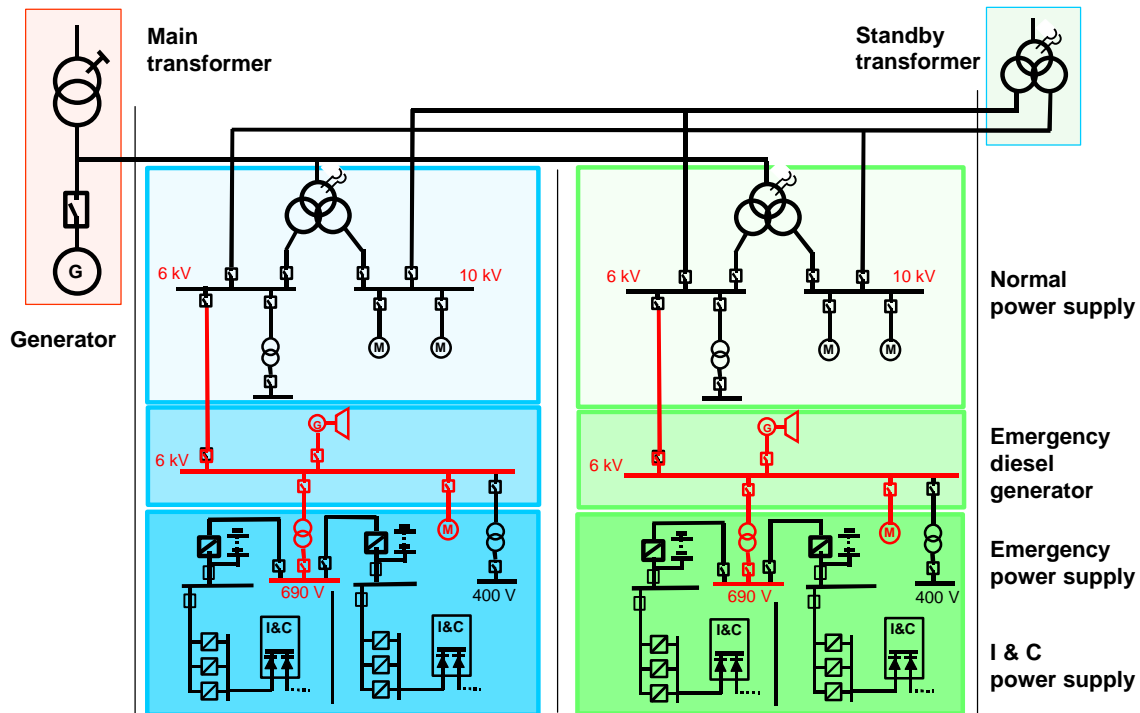 Main
transformer
Standby
transformer
G
6 kV
10 kV
6 kV
10 kV
Normal
power supply
Generator
M
M
M
M
G
G
6 kV
6 kV
Emergency
diesel
generator
M
M
Emergency
power supply
690 V
400 V
690 V
400 V
I&C
I&C
I&C
I&C
I & C
power supply